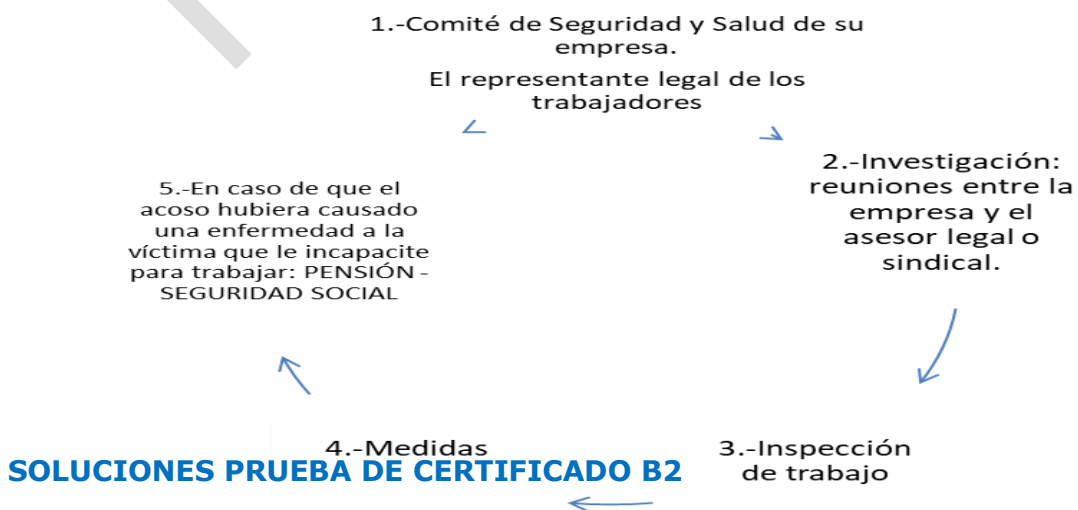 1.-Comité de Seguridad y Salud de su
empresa.
El representante legal de los
trabajadores
2.-Investigación:
reuniones entre la
empresa y el
asesor legal o
sindical.
3.-Inspección
de trabajo
4.-Medidas
5.-En caso de que el
acoso hubiera causado
una enfermedad a la
víctima que le incapacite
para trabajar: PENSIÓN -
SEGURIDAD SOCIAL
SOLUCIONES PRUEBA DE CERTIFICADO B2